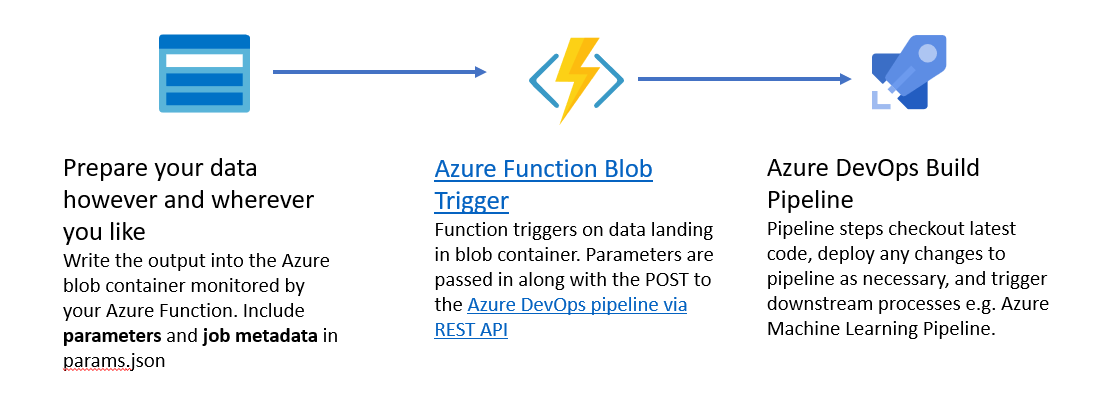 Prepare your data
however and wherever
you like
Write the output into the Azure
blob container monitored by
your Azure Function. Include
parameters and job metadata in
params.json
Azure Function Blob
Trigger
Function triggers on data landing
in blob container. Parameters are
passed in along with the POST to
the Azure DevOps pipeline via
REST API
Azure DevOps Build
Pipeline
Pipeline steps checkout latest
code, deploy any changes to
pipeline as necessary, and trigger
downstream processes e.g. Azure
Machine Learning Pipeline.